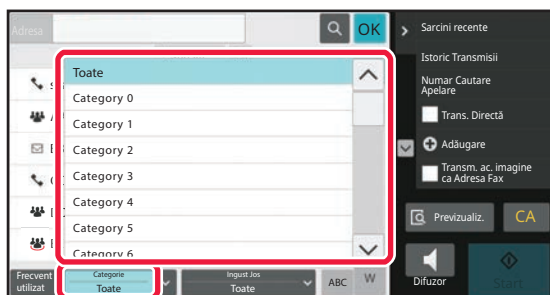 Adresa
OK
Toate
Category 0
Category 1
Category 2
Category 3
Category 4
Category 5
Category 6
Frecvent
utilizat
Categorie
Toate
Ingust Jos
Toate
ABC
W
Sarcini recente
Istoric Transmisii
Numar Cautare
Apelare
Trans. Directă
Adăugare
Transm. ac. imagine
ca Adresa Fax
Previzualiz.
CA
Difuzor
Start